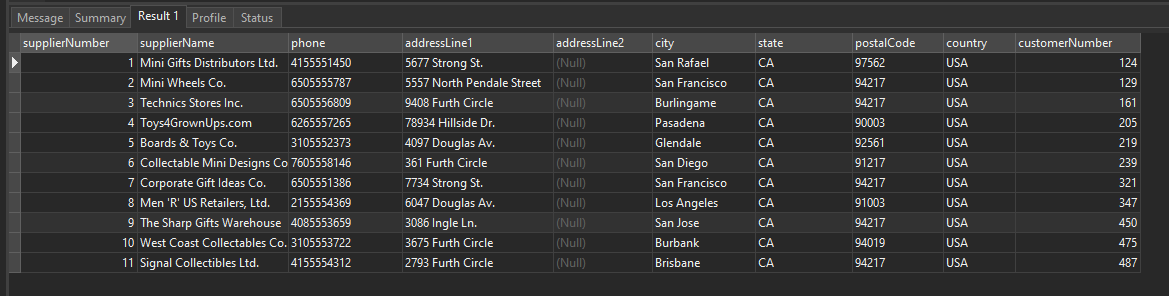 Message Summary Result 1 Profile Status
supplierNumber supplierName phone addressLine1 addressLine2 city state postalCode country customerNumber
1 Mini Gifts Distributors Ltd. 4155551450 5677 Strong St. (Null) San Rafael CA 97562 USA 124
2 Mini Wheels Co. 6505555787 5557 North Pendale Street (Null) San Francisco CA 94217 USA 129
3 Technics Stores Inc. 6505556809 9408 Furth Circle (Null) Burlingame CA 94217 USA 161
4 Toys4GrownUps.com 6265557265 78934 Hillside Dr. (Null) Pasadena CA 90003 USA 205
5 Boards & Toys Co. 3105552373 4097 Douglas Av. (Null) Glendale CA 92561 USA 219
6 Collectable Mini Designs Co 7605558146 361 Furth Circle (Null) San Diego CA 91217 USA 239
7 Corporate Gift Ideas Co. 6505551386 7734 Strong St. (Null) San Francisco CA 94217 USA 321
8 Men 'R' US Retailers, Ltd. 2155554369 6047 Douglas Av. (Null) Los Angeles CA 91003 USA 347
9 The Sharp Gifts Warehouse 4085553659 3086 Ingle Ln. (Null) San Jose CA 94217 USA 450
10 West Coast Collectables Co. 3105553722 3675 Furth Circle (Null) Burbank CA 94019 USA 475
11 Signal Collectibles Ltd. 4155554312 2793 Furth Circle (Null) Brisbane CA 94217 USA 487